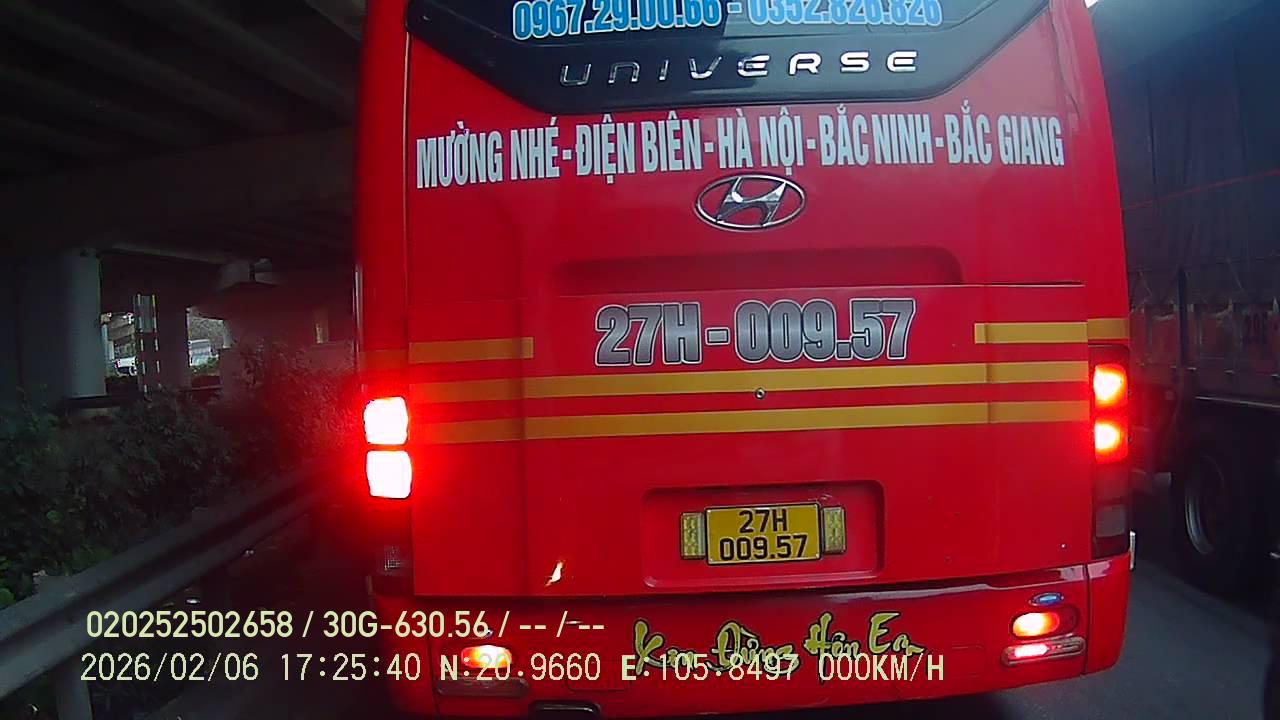 0967.29.00.66 - 0352.826.826
UNIVERSE
MƯỜNG NHÉ-ĐIỆN BIÊN-HÀ NỘI-BẮC NINH-BẮC GIANG
27H-009.57
27H
009.57
020252502658 / 30G-630.56 / -- / --
2026/02/06 17:25:40 N:20.9660 E:105.8497 000KM/H